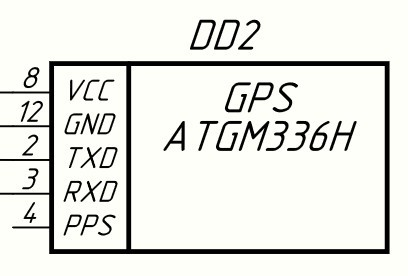 DD2
8 VCC
12 GND
2 TXD
3 RXD
4 PPS
GPS
ATGM336H